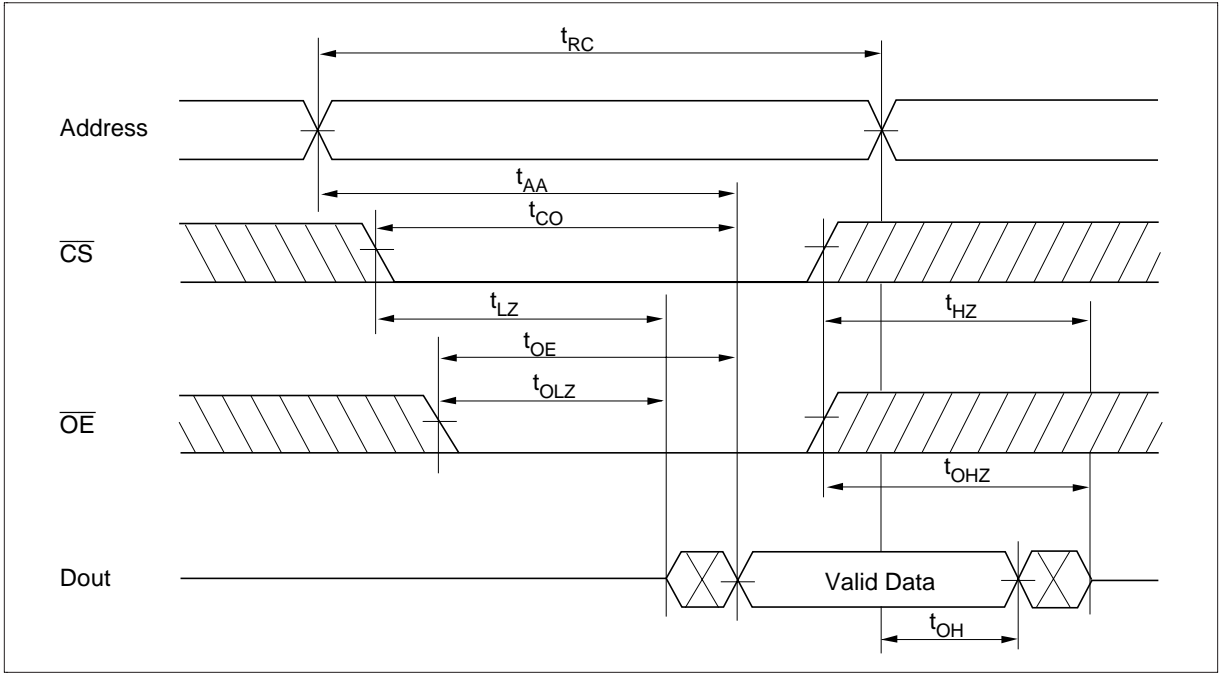 tRC
Address
tAA
tCO
CS
tLZ
tHZ
tOE
tOLZ
OE
tOHZ
Dout
Valid Data
tOH